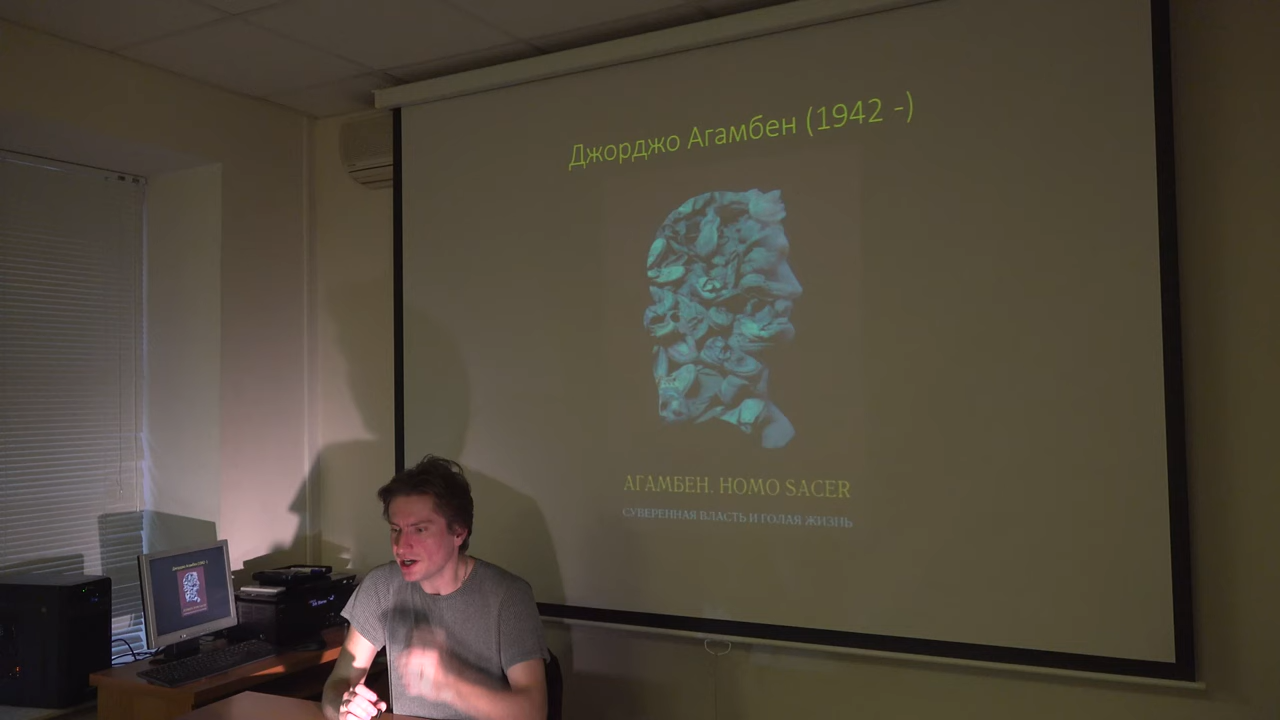 Джорджо Агамбен (1942 -)
АГАМБЕН. HOMO SACER
СУВЕРЕННАЯ ВЛАСТЬ И ГОЛАЯ ЖИЗНЬ